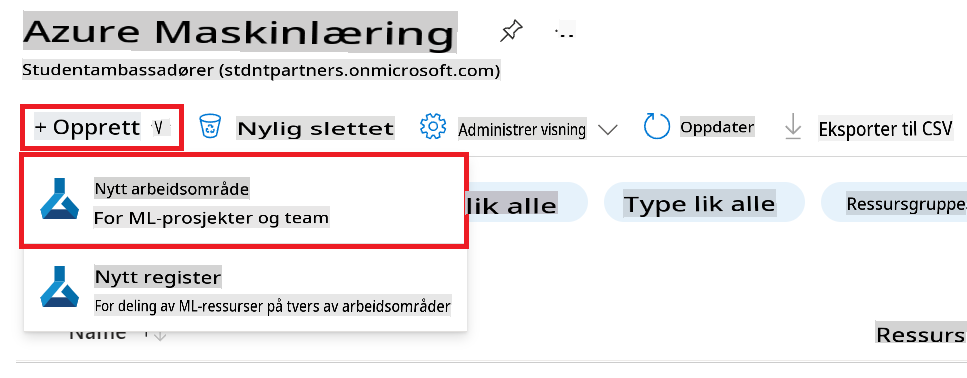 Azure Maskinlæring
Studentambassadører (stdntpartners.onmicrosoft.com)
+ Opprett
Nylig slettet
Administrer visning
Oppdater
Eksporter til CSV
Nytt arbeidsområde
For ML-prosjekter og team
lik alle
Type lik alle
Ressursgruppe
Nytt register
For deling av ML-ressurser på tvers av arbeidsområder
Name
Ressurs